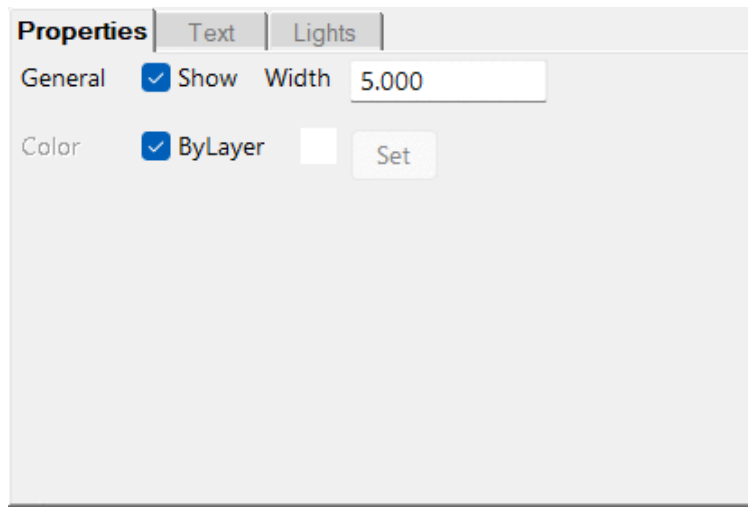 Properties Text Lights
General Show Width 5.000
Color ByLayer Set